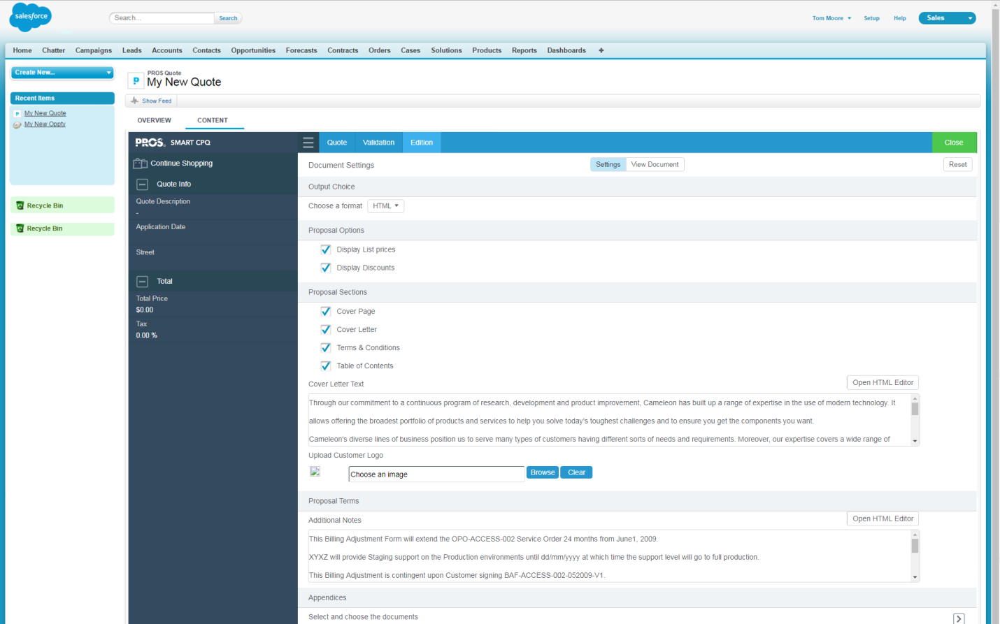 salesforce
Search...
Search
Tom Moore
Setup
Help
Sales
Home Chatter Campaigns Leads Accounts Contacts Opportunities Forecasts Contracts Orders Cases Solutions Products Reports Dashboards +
Create New...
Recent Items
My New Quote
My New Oppty
Recycle Bin
Recycle Bin
PROS Quote
My New Quote
Show Feed
OVERVIEW CONTENT
PROS. SMART CPQ
Continue Shopping
Quote Info
Quote Description
-
Application Date
Street
Total
Total Price
$0.00
Tax
0.00 %
Quote Validation Edition Close
Document Settings Settings View Document Reset
Output Choice
Choose a format HTML
Proposal Options
Display List prices
Display Discounts
Proposal Sections
Cover Page
Cover Letter
Terms & Conditions
Table of Contents
Cover Letter Text Open HTML Editor
Through our commitment to a continuous program of research, development and product improvement, Cameleon has built up a range of expertise in the use of modern technology. It
allows offering the broadest portfolio of products and services to help you solve today's toughest challenges and to ensure you get the components you want.
Cameleon's diverse lines of business position us to serve many types of customers having different sorts of needs and requirements. Moreover, our expertise covers a wide range of
Upload Customer Logo
Choose an image Browse Clear
Proposal Terms
Additional Notes Open HTML Editor
This Billing Adjustment Form will extend the OPO-ACCESS-002 Service Order 24 months from June1, 2009.
XYXZ will provide Staging support on the Production environments until dd/mm/yyyy at which time the support level will go to full production.
This Billing Adjustment is contingent upon Customer signing BAF-ACCESS-002-052009-V1.
Appendices
Select and choose the documents